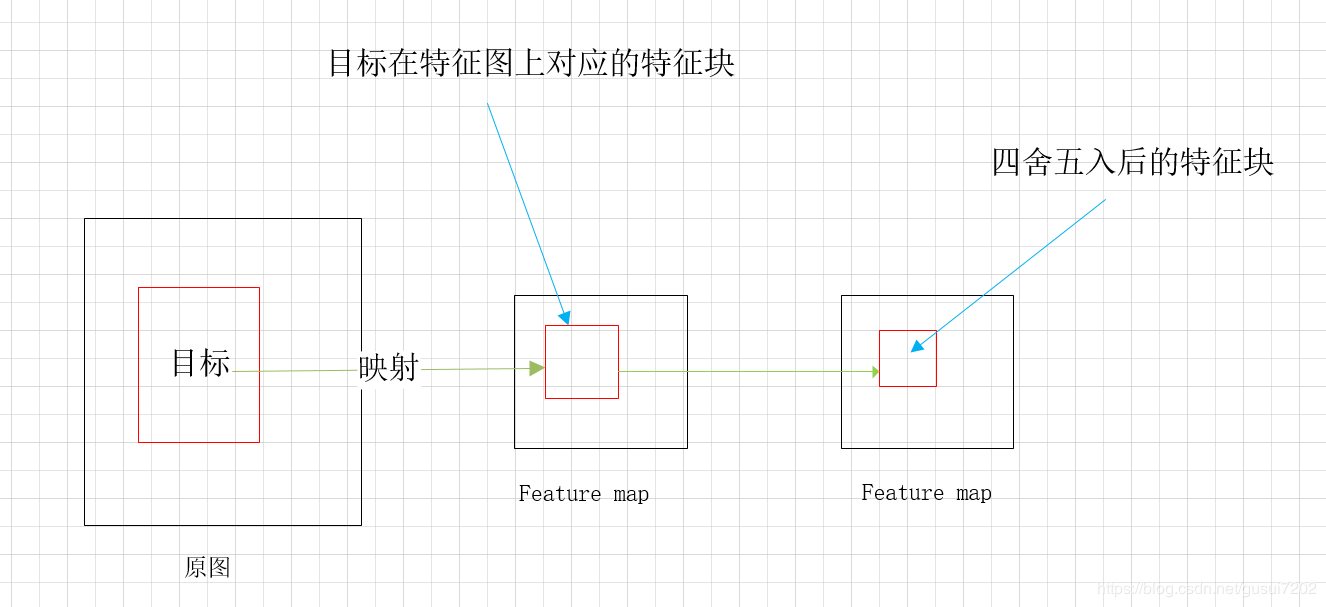 目标在特征图上对应的特征块
四舍五入后的特征块
目标
映射
Feature map
Feature map
原图
https://blog.csdn.net/gusui7202